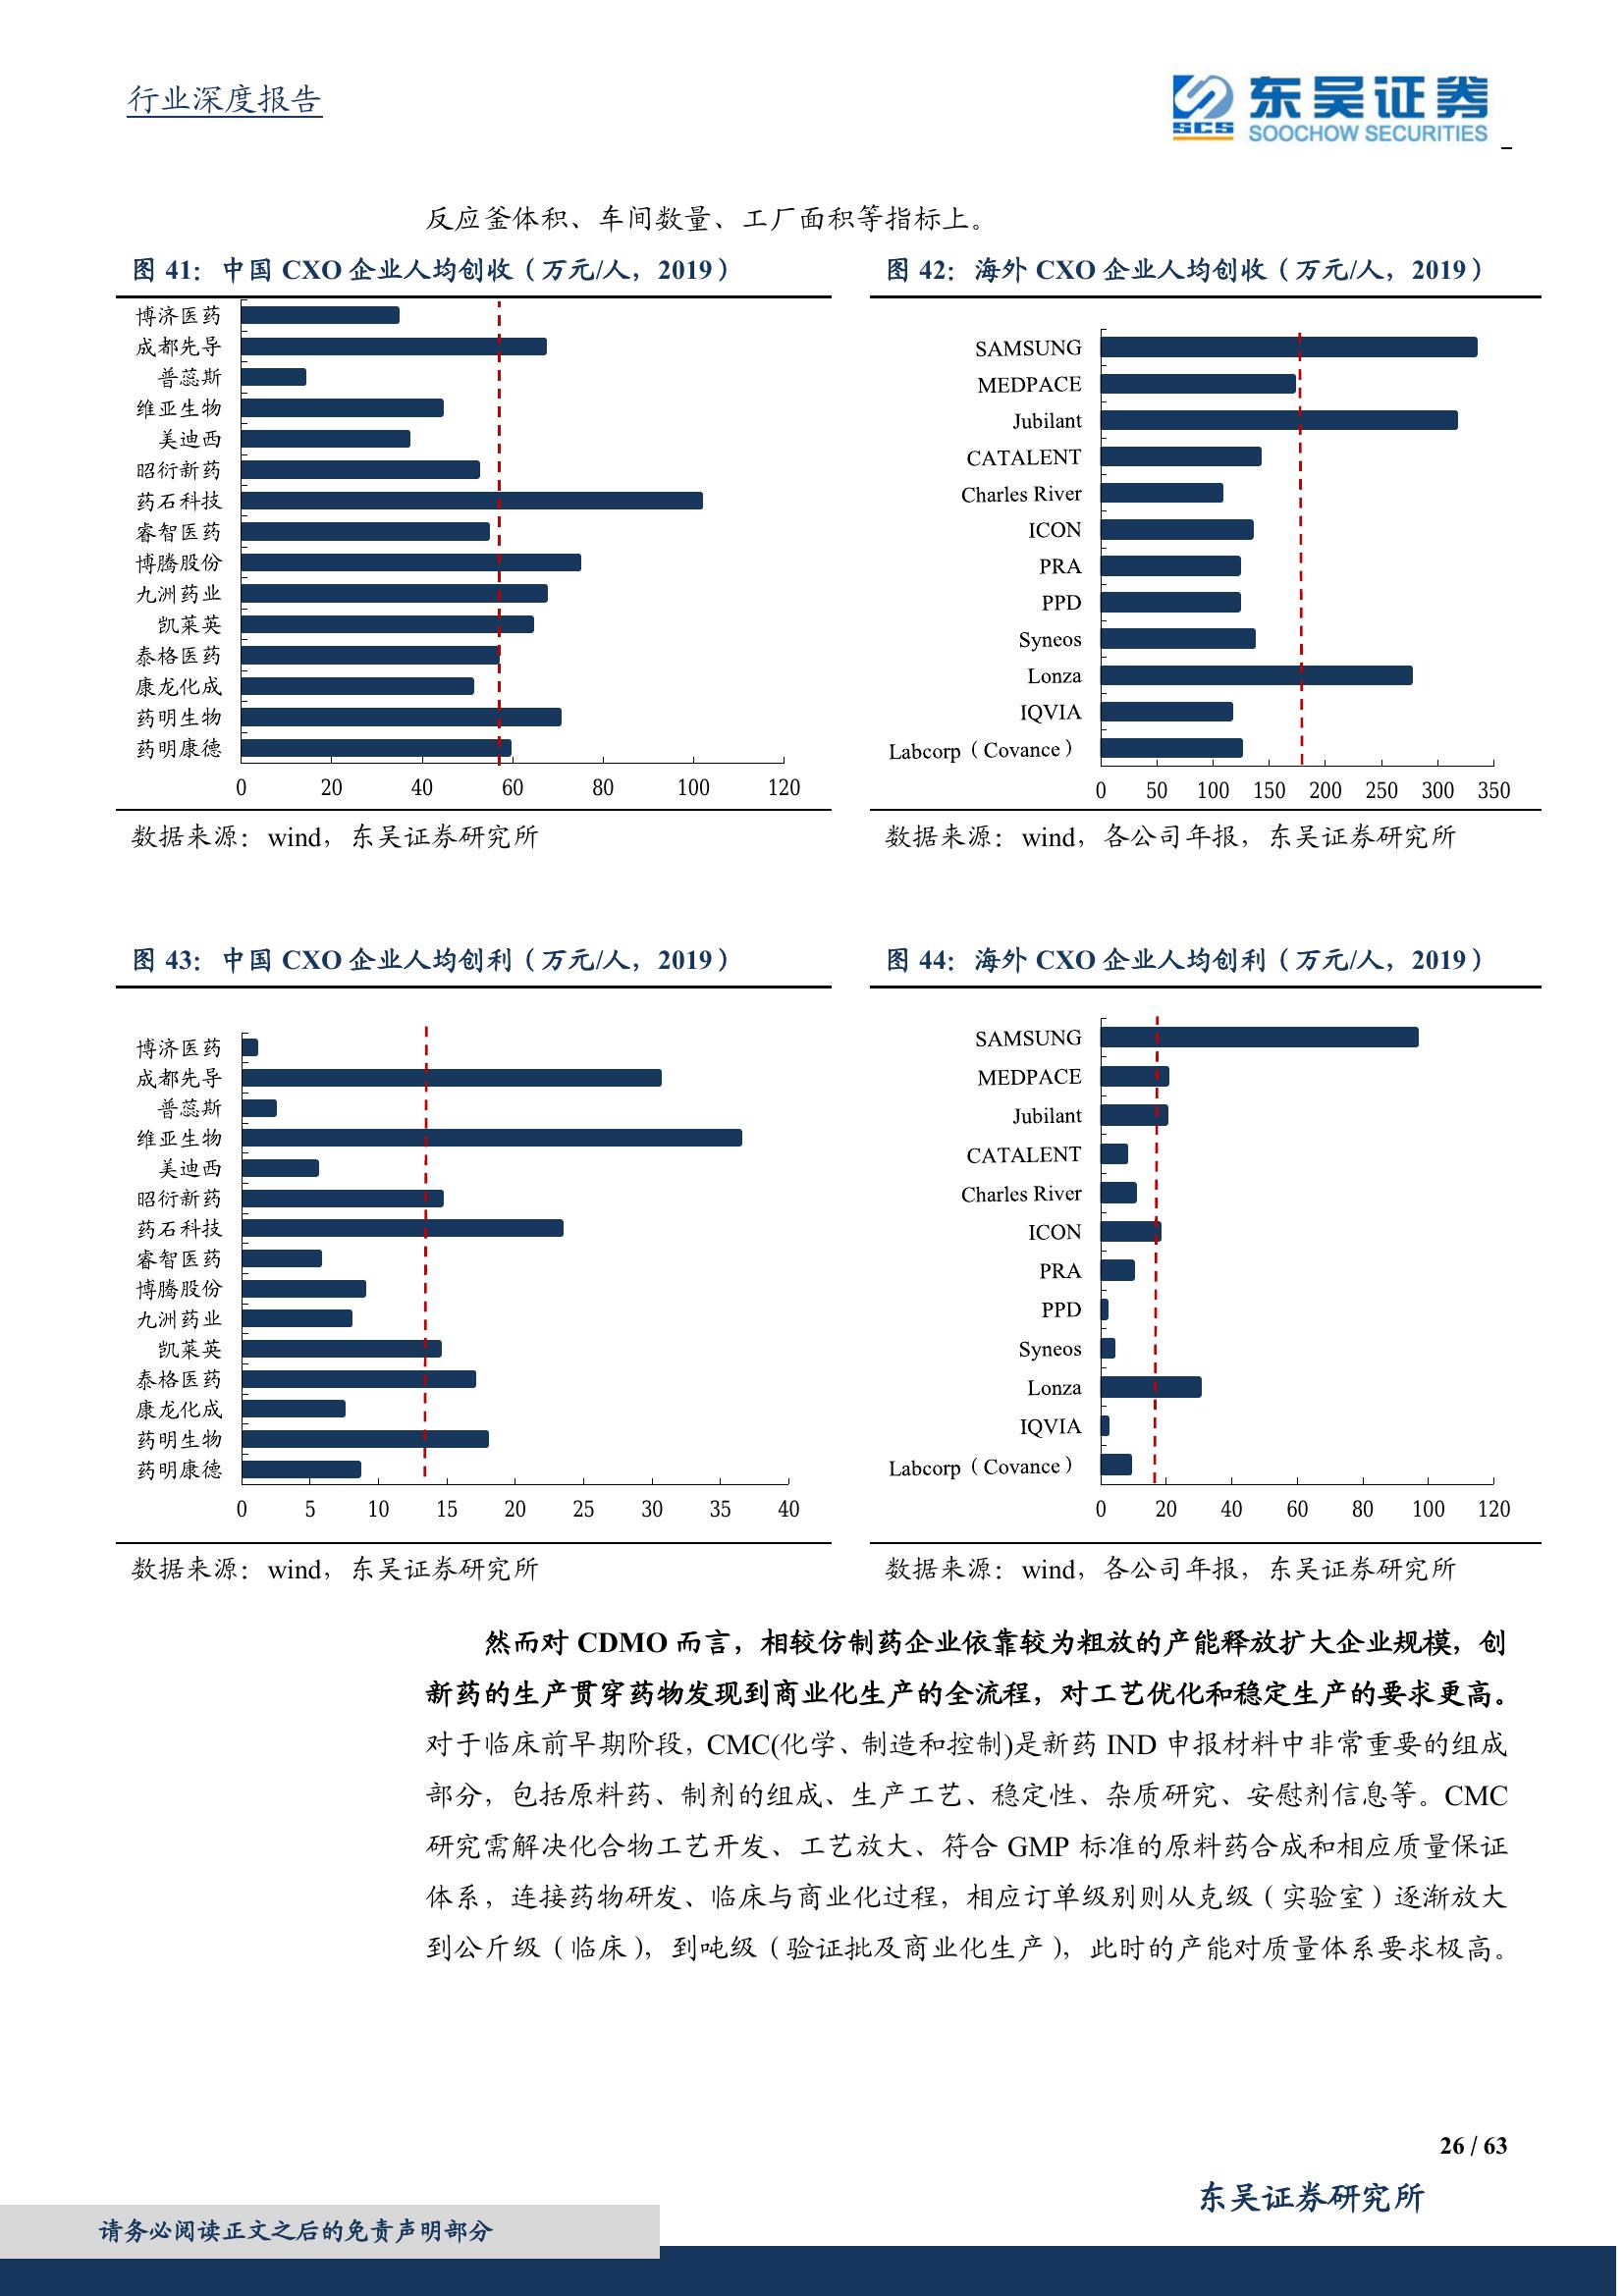 行业深度报告
东吴证券
SCS
SOOCHOW SECURITIES
反应釜体积、车间数量、工厂面积等指标上。
图 41：中国 CXO 企业人均创收（万元/人，2019）
博济医药
成都先导
普蕊斯
维亚生物
美迪西
昭衍新药
药石科技
睿智医药
博腾股份
九洲药业
凯莱英
泰格医药
康龙化成
药明生物
药明康德
0 20 40 60 80 100 120
数据来源：wind，东吴证券研究所
图 42：海外 CXO 企业人均创收（万元/人，2019）
SAMSUNG
MEDPACE
Jubilant
CATALENT
Charles River
ICON
PRA
PPD
Syneos
Lonza
IQVIA
Labcorp（Covance）
0 50 100 150 200 250 300 350
数据来源：wind，各公司年报，东吴证券研究所
图 43：中国 CXO 企业人均创利（万元/人，2019）
博济医药
成都先导
普蕊斯
维亚生物
美迪西
昭衍新药
药石科技
睿智医药
博腾股份
九洲药业
凯莱英
泰格医药
康龙化成
药明生物
药明康德
0 5 10 15 20 25 30 35 40
数据来源：wind，东吴证券研究所
图 44：海外 CXO 企业人均创利（万元/人，2019）
SAMSUNG
MEDPACE
Jubilant
CATALENT
Charles River
ICON
PRA
PPD
Syneos
Lonza
IQVIA
Labcorp（Covance）
0 20 40 60 80 100 120
数据来源：wind，各公司年报，东吴证券研究所
然而对 CDMO 而言，相较仿制药企业依靠较为粗放的产能释放扩大企业规模，创
新药的生产贯穿药物发现到商业化生产的全流程，对工艺优化和稳定生产的要求更高。
对于临床前早期阶段，CMC(化学、制造和控制)是新药 IND 申报材料中非常重要的组成
部分，包括原料药、制剂的组成、生产工艺、稳定性、杂质研究、安慰剂信息等。CMC
研究需解决化合物工艺开发、工艺放大、符合 GMP 标准的原料药合成和相应质量保证
体系，连接药物研发、临床与商业化过程，相应订单级别则从克级（实验室）逐渐放大
到公斤级（临床），到吨级（验证批及商业化生产），此时的产能对质量体系要求极高。
26 / 63
东吴证券研究所
请务必阅读正文之后的免责声明部分